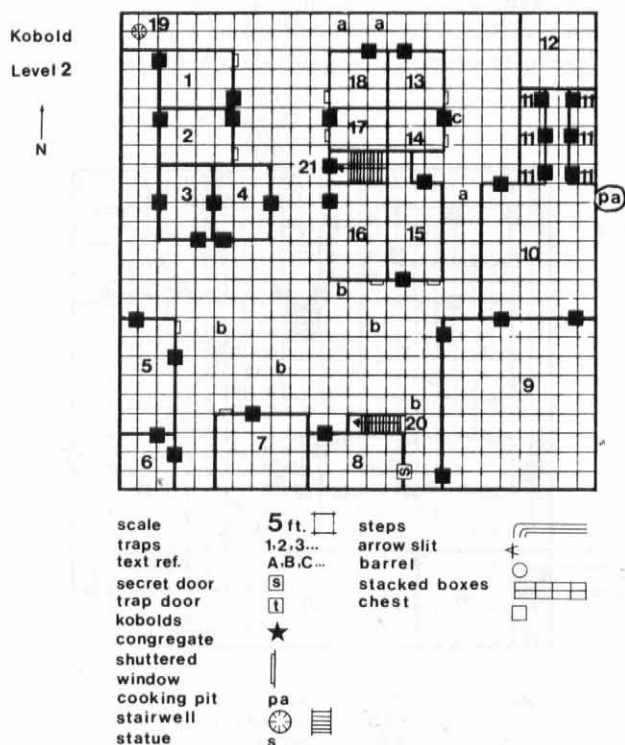 Kobold
Level 2
N
19 a a
12
1 18 13
11 11
17 c
2 14 11 11
21
11 11
3 4 a pa
16 15
10
b
b b
5 b 9
b
20
7
6 8 s
scale 5 ft.
traps 1,2,3...
text ref. A,B,C...
secret door s
trap door t
kobolds
congregate
shuttered
window
cooking pit pa
stairwell
statue s
steps
arrow slit
barrel
stacked boxes
chest